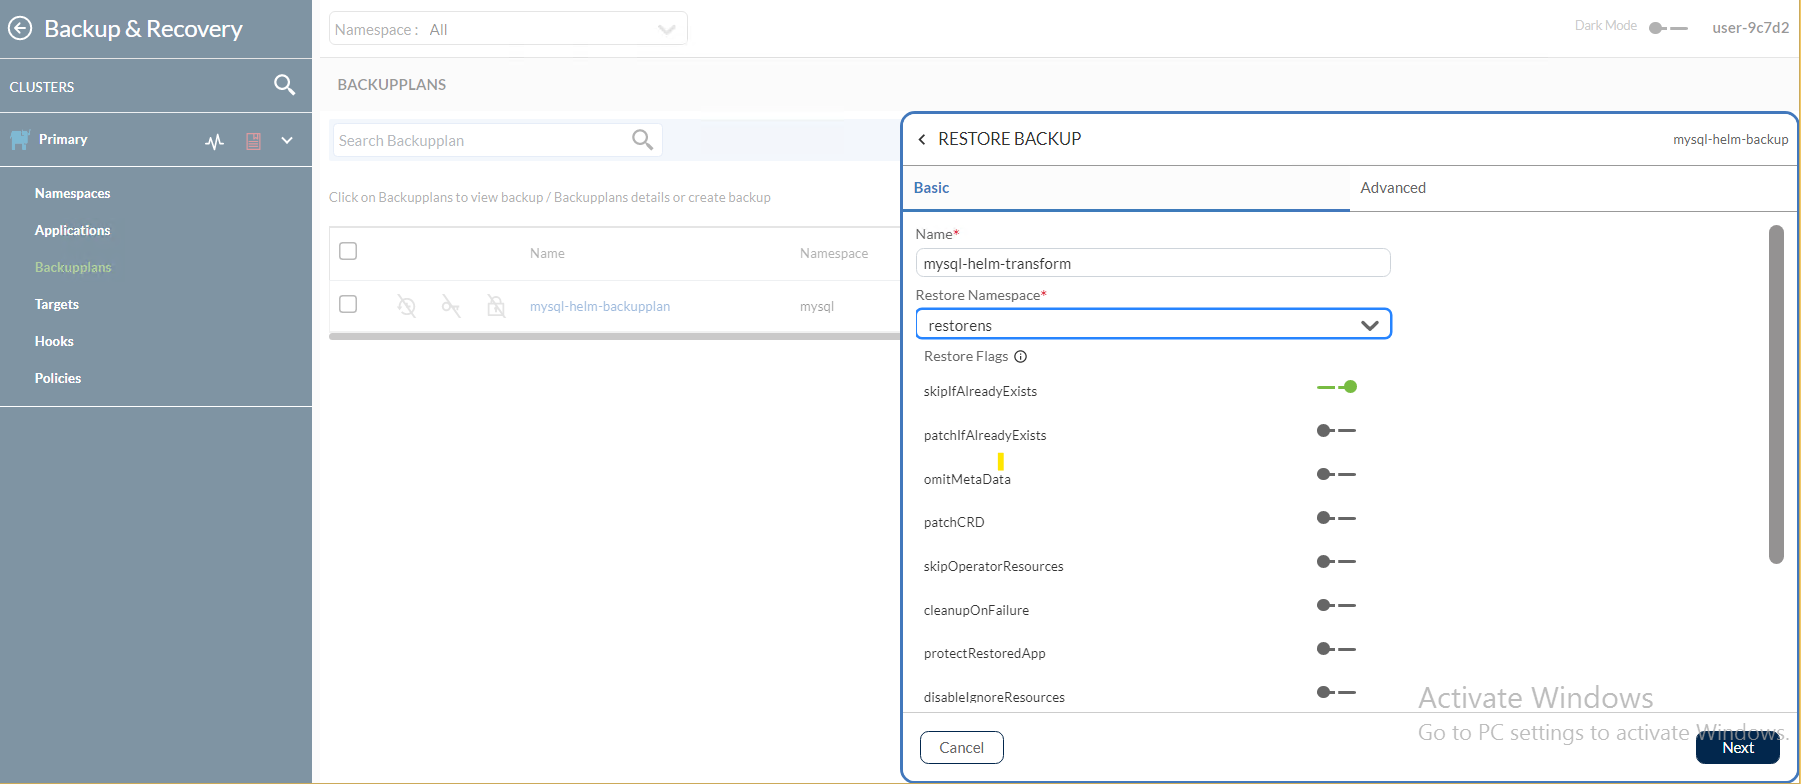 Backup & Recovery
Namespace : All
Dark Mode
user-9c7d2
CLUSTERS
BACKUPPLANS
Primary
Search Backupplan
RESTORE BACKUP
mysql-helm-backup
Basic
Advanced
Namespaces
Applications
Backupplans
Targets
Hooks
Policies
Click on Backupplans to view backup / Backupplans details or create backup
Name
Namespace
mysql-helm-backupplan
mysql
Name*
mysql-helm-transform
Restore Namespace*
restorens
Restore Flags
skipIfAlreadyExists
patchIfAlreadyExists
omitMetaData
patchCRD
skipOperatorResources
cleanupOnFailure
protectRestoredApp
disableIgnoreResources
Activate Windows
Go to PC settings to activate Windows.
Cancel
Next